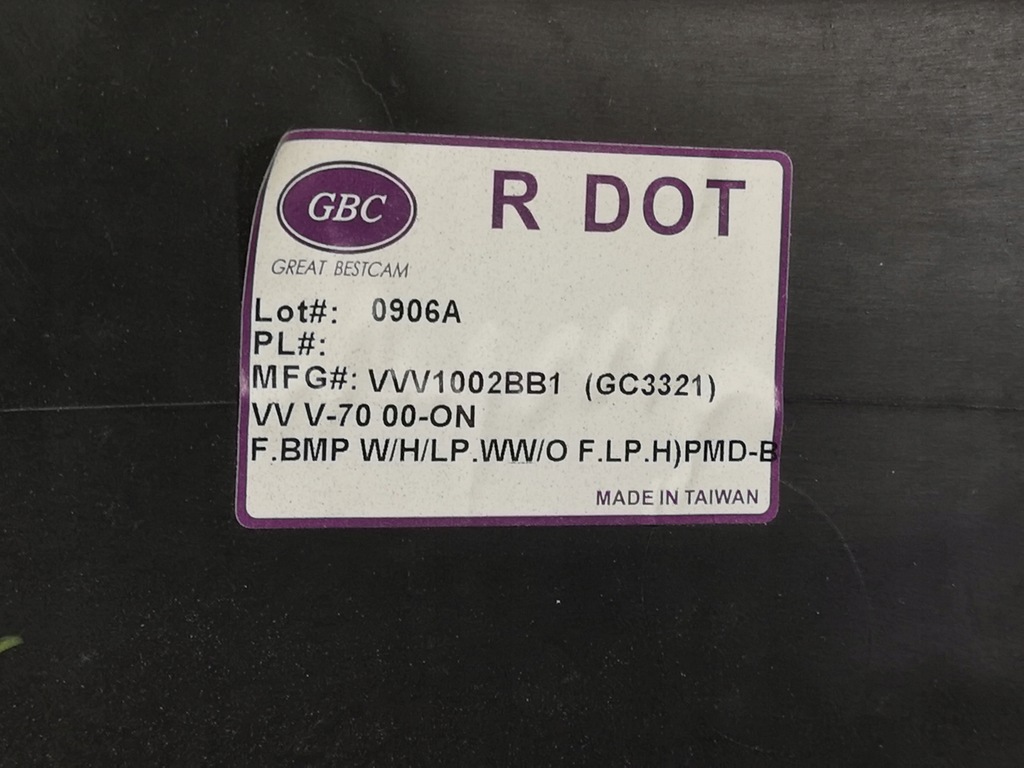 GBC R DOT
GREAT BESTCAM
Lot#: 0906A
PL#:
MFG#: VVV1002BB1 (GC3321)
VV V-70 00-ON
F.BMP W/H/LP.WW/O F.LP.H)PMD-B
MADE IN TAIWAN